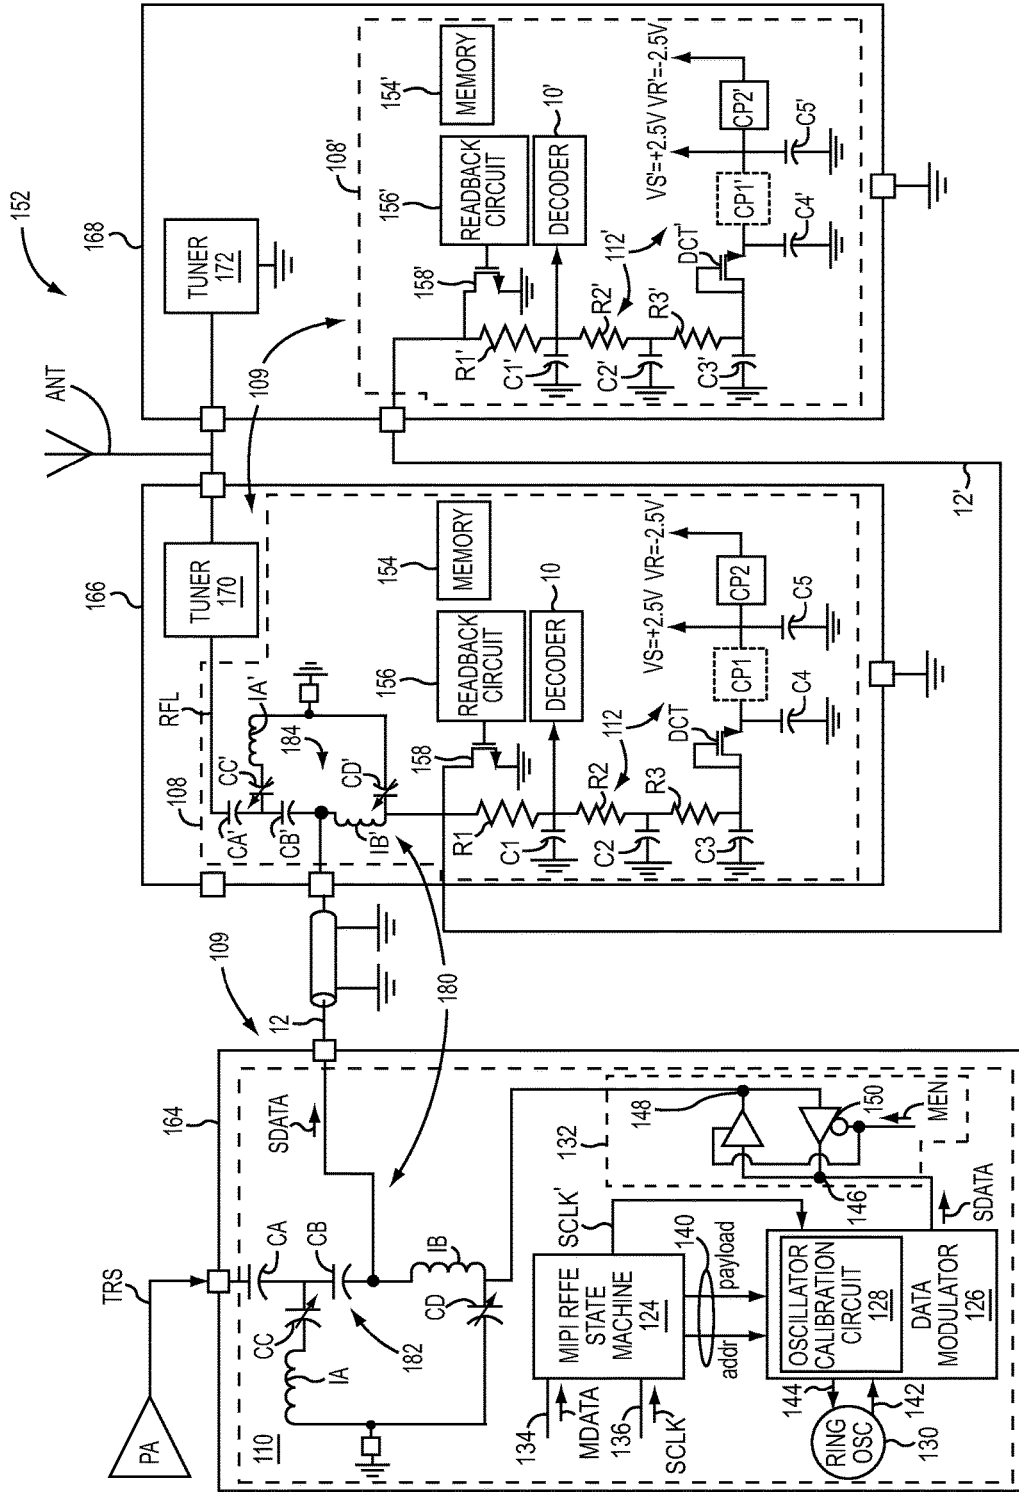 152
168
TUNER
172
ANT
109
108'
154'
MEMORY
156'
READBACK
CIRCUIT
10'
DECODER
158'
R1'
C1'
112'
R2'
C2'
R3'
C3'
DCT'
VS'=+2.5V VR'=-2.5V
CP1'
CP2'
C4'
C5'
12'
166
TUNER
170
RFL
108
IA'
CC'
CA'
CB'
184
CD'
IB'
154
MEMORY
156
READBACK
CIRCUIT
10
DECODER
158
R1
C1
112
R2
C2
R3
C3
DCT
VS=+2.5V VR=-2.5V
CP1
CP2
C4
C5
109
12
180
164
TRS
PA
110
SDATA
CA
CB
CC
IA
182
IB
CD
132
148
150
MEN
146
SDATA
SCLK'
140
MIPI RFFE
STATE
MACHINE
124
134
MDATA
136
SCLK
addr
payload
OSCILLATOR
CALIBRATION
CIRCUIT
128
DATA
MODULATOR
126
144
142
RING
OSC
130